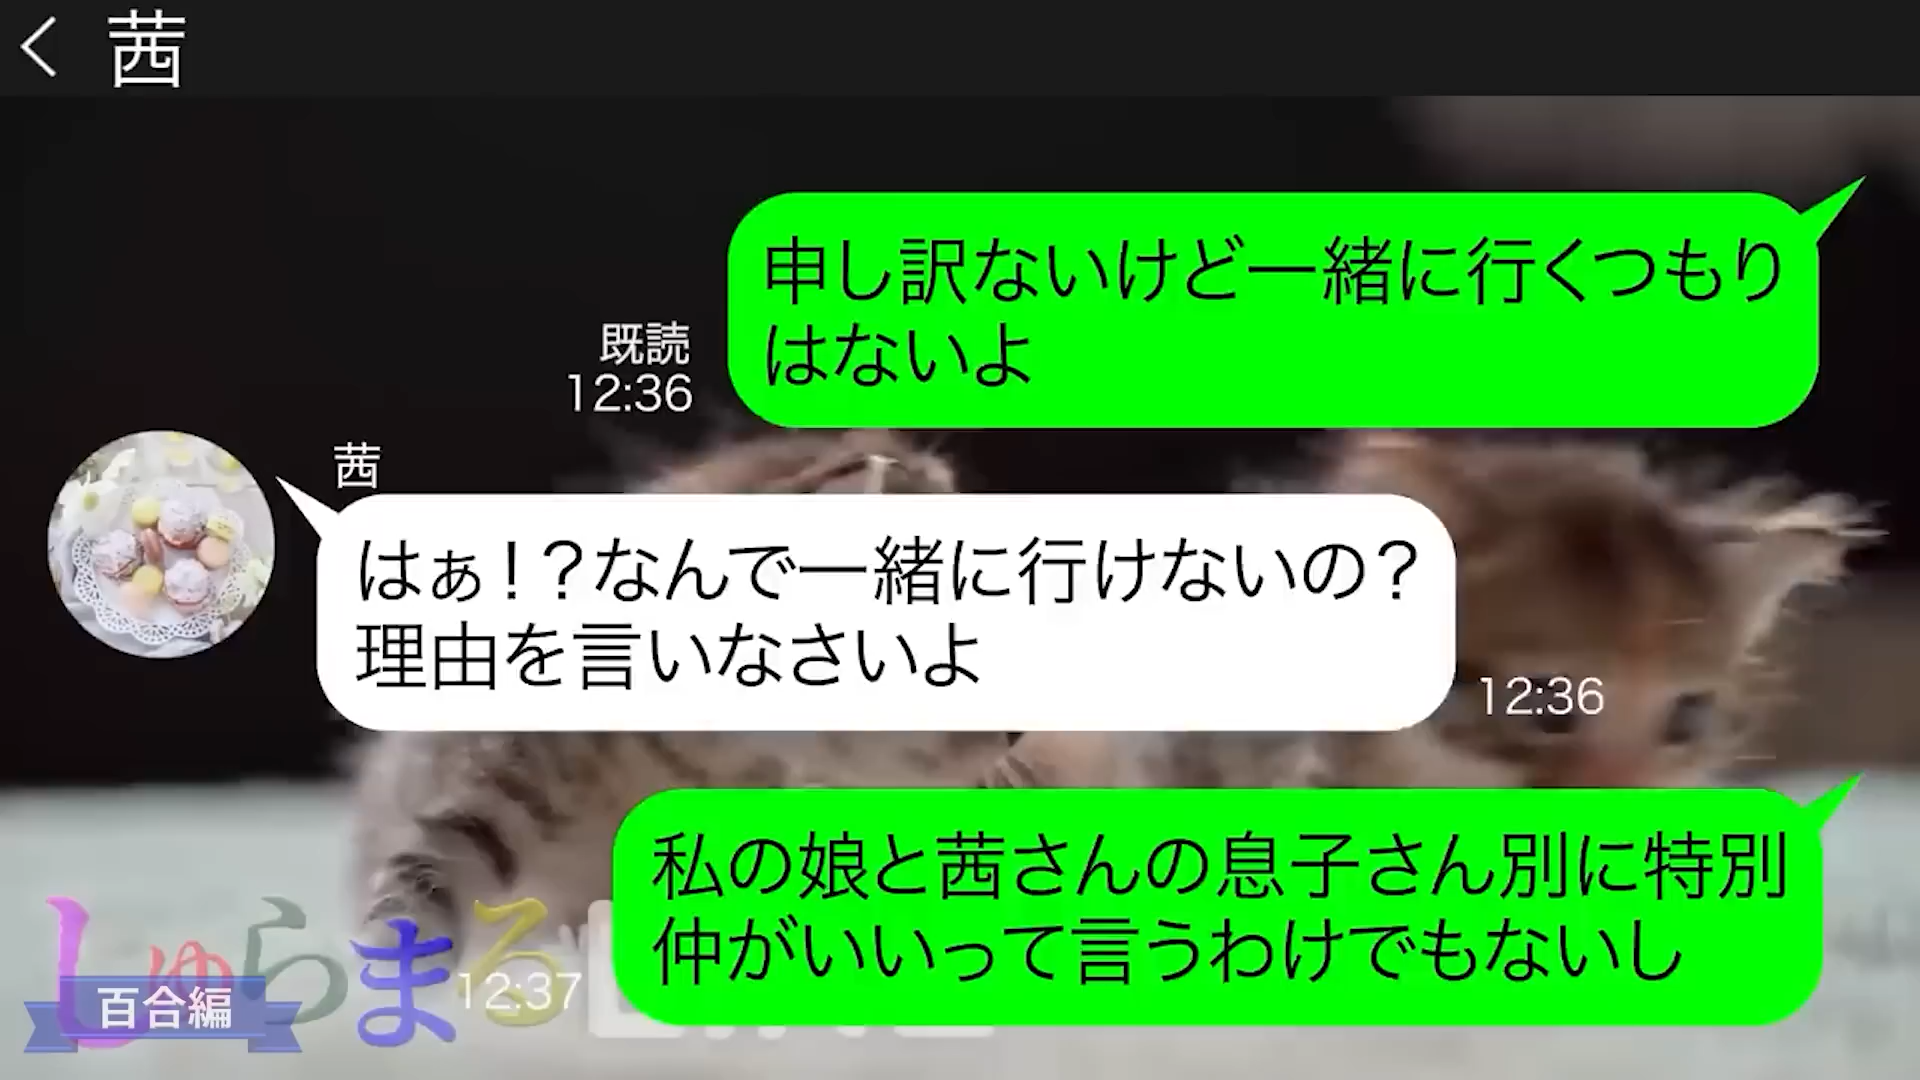 茜
申し訳ないけど一緒に行くつもり
はないよ
既読
12:36
茜
はぁ！？なんで一緒に行けないの？
理由を言いなさいよ
12:36
私の娘と茜さんの息子さん別に特別
仲がいいって言うわけでもないし
12:37
しゅらまる
百合編